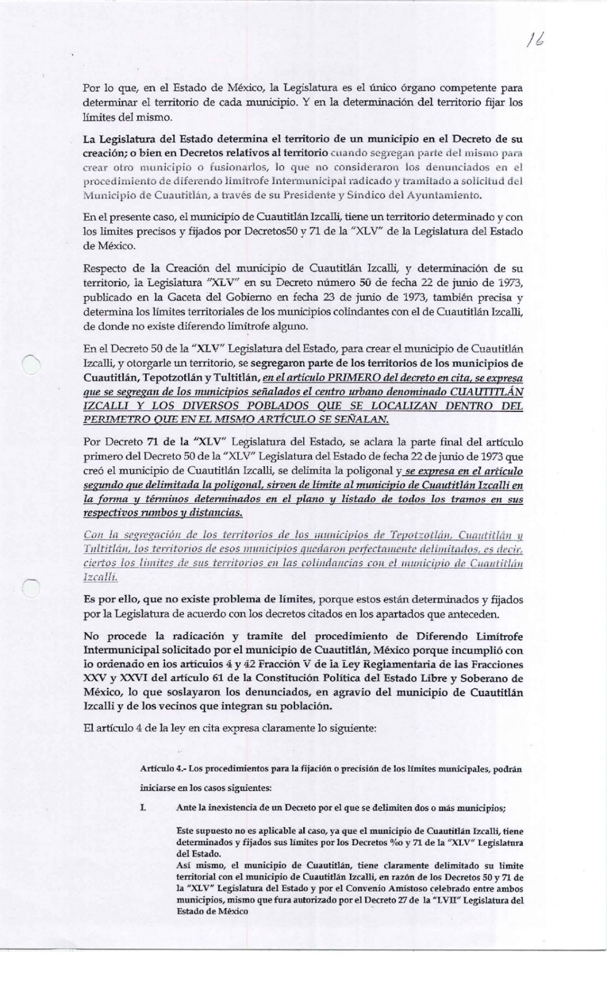 16
Por lo que, en el Estado de México, la Legislatura es el único órgano competente para
determinar el territorio de cada municipio. Y en la determinación del territorio fijar los
límites del mismo.
La Legislatura del Estado determina el territorio de un municipio en el Decreto de su
creación; o bien en Decretos relativos al territorio cuando segregan parte del mismo para
crear otro municipio o fusionarlos, lo que no consideraron los denunciados en el
procedimiento de diferendo limítrofe Intermunicipal radicado y tramitado a solicitud del
Municipio de Cuautitlán, a través de su Presidente y Síndico del Ayuntamiento.
En el presente caso, el municipio de Cuautitlán Izcalli, tiene un territorio determinado y con
los limites precisos y fijados por Decretos50 y 71 de la "XLV" de la Legislatura del Estado
de México.
Respecto de la Creación del municipio de Cuautitlán Izcalli, y determinación de su
territorio, la Legislatura "XLV" en su Decreto número 50 de fecha 22 de junio de 1973,
publicado en la Gaceta del Gobierno en fecha 23 de junio de 1973, también precisa y
determina los límites territoriales de los municipios colindantes con el de Cuautitlán Izcalli,
de donde no existe diferendo limítrofe alguno.
En el Decreto 50 de la "XLV" Legislatura del Estado, para crear el municipio de Cuautitlán
Izcalli, y otorgarle un territorio, se segregaron parte de los territorios de los municipios de
Cuautitlán, Tepotzotlán y Tultitlán, en el artículo PRIMERO del decreto en cita, se expresa
que se segregan de los municipios señalados el centro urbano denominado CUAUTITLÁN
IZCALLI Y LOS DIVERSOS POBLADOS QUE SE LOCALIZAN DENTRO DEL
PERIMETRO QUE EN EL MISMO ARTÍCULO SE SEÑALAN.
Por Decreto 71 de la "XLV" Legislatura del Estado, se aclara la parte final del artículo
primero del Decreto 50 de la "XLV" Legislatura del Estado de fecha 22 de junio de 1973 que
creó el municipio de Cuautitlán Izcalli, se delimita la poligonal y se expresa en el artículo
segundo que delimitada la poligonal, sirven de límite al municipio de Cuautitlán Izcalli en
la forma y términos determinados en el plano y listado de todos los tramos en sus
respectivos rumbos y distancias.
Con la segregación de los territorios de los municipios de Tepotzotlán, Cuautitlán y
Tultitlán, los territorios de esos municipios quedaron perfectamente delimitados, es decir,
ciertos los limites de sus territorios en las colindancias con el municipio de Cuautitlán
Izcalli.
Es por ello, que no existe problema de límites, porque estos están determinados y fijados
por la Legislatura de acuerdo con los decretos citados en los apartados que anteceden.
No procede la radicación y tramite del procedimiento de Diferendo Limítrofe
Intermunicipal solicitado por el municipio de Cuautitlán, México porque incumplió con
lo ordenado en los artículos 4 y 42 Fracción V de la Ley Reglamentaria de las Fracciones
XXV y XXVI del artículo 61 de la Constitución Política del Estado Libre y Soberano de
México, lo que soslayaron los denunciados, en agravio del municipio de Cuautitlán
Izcalli y de los vecinos que integran su población.
El artículo 4 de la ley en cita expresa claramente lo siguiente:
Artículo 4.- Los procedimientos para la fijación o precisión de los límites municipales, podrán
iniciarse en los casos siguientes:
I. Ante la inexistencia de un Decreto por el que se delimiten dos o más municipios;
Este supuesto no es aplicable al caso, ya que el municipio de Cuautitlán Izcalli, tiene
determinados y fijados sus límites por los Decretos %o y 71 de la "XLV" Legislatura
del Estado.
Así mismo, el municipio de Cuautitlán, tiene claramente delimitado su limite
territorial con el municipio de Cuautitlán Izcalli, en razón de los Decretos 50 y 71 de
la "XLV" Legislatura del Estado y por el Convenio Amistoso celebrado entre ambos
municipios, mismo que fura autorizado por el Decreto 27 de la "LVII" Legislatura del
Estado de México